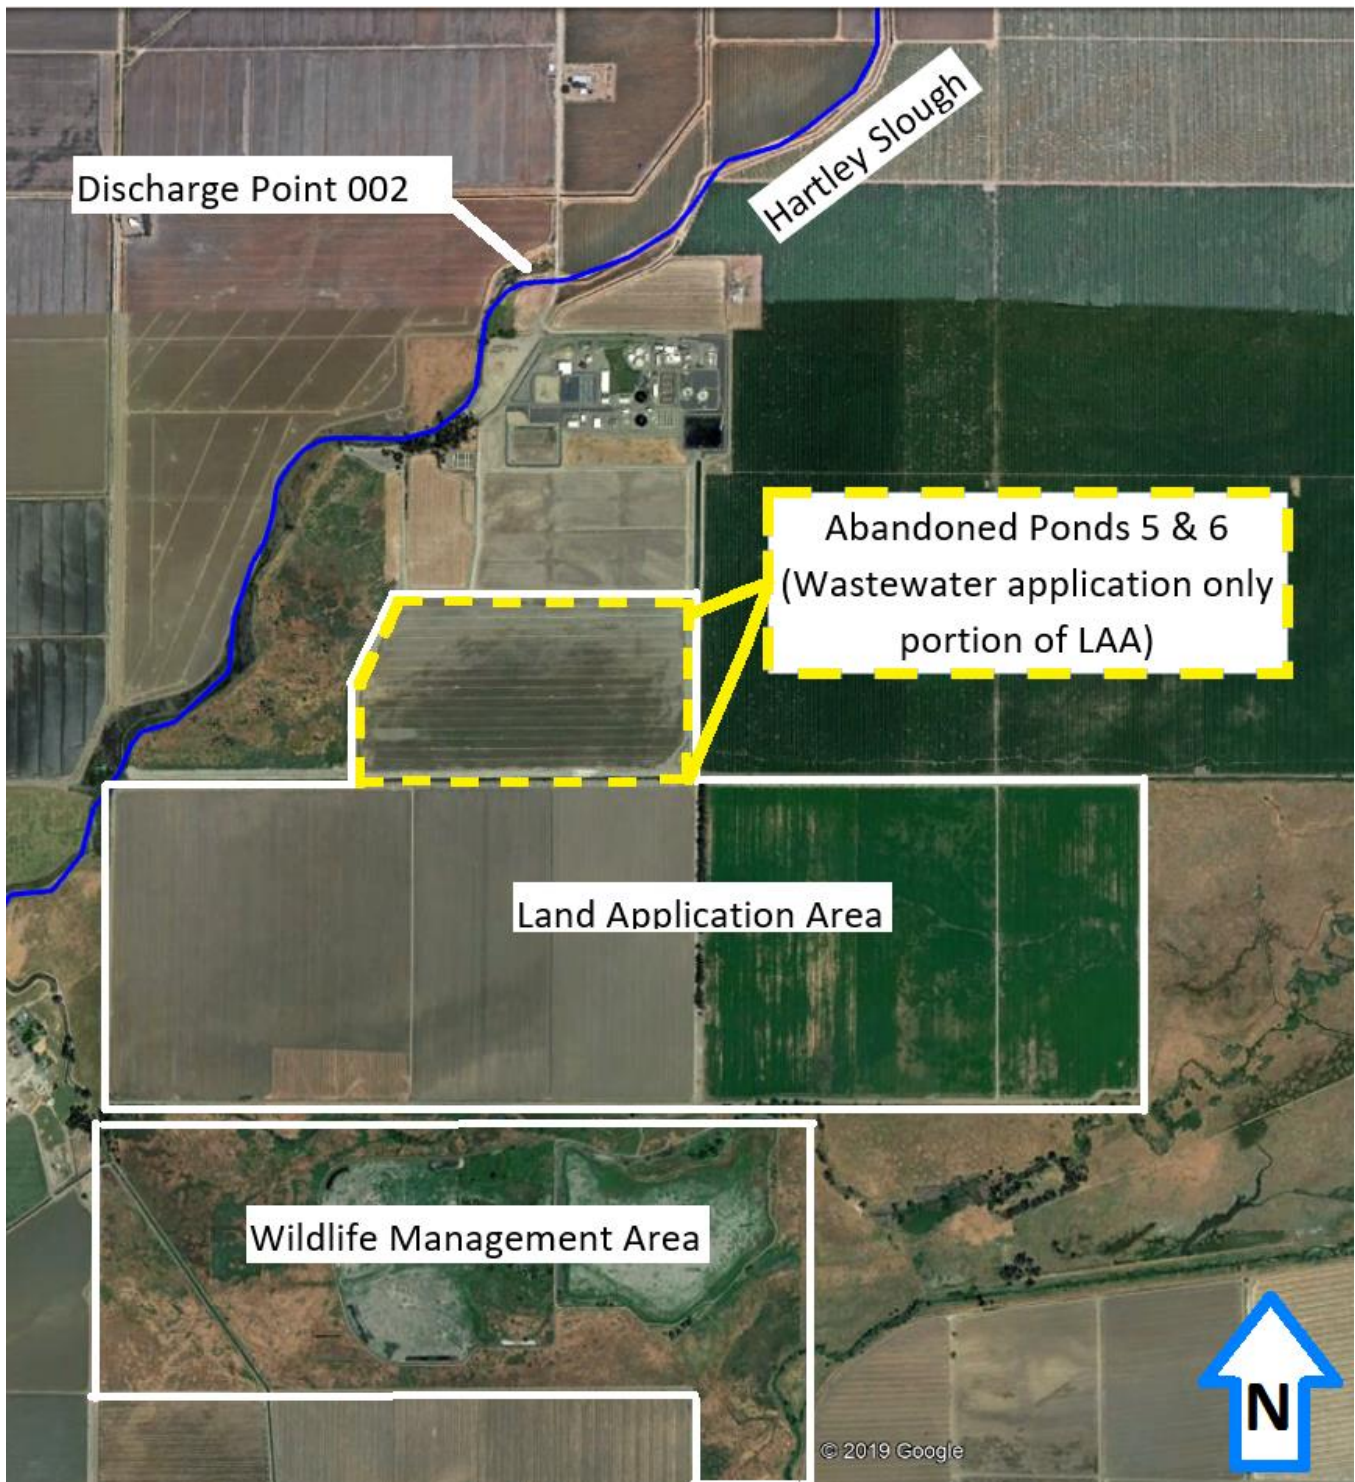 Hartley Slough
Discharge Point 002
Abandoned Ponds 5 & 6
(Wastewater application only
portion of LAA)
Land Application Area
Wildlife Management Area
N
© 2019 Google